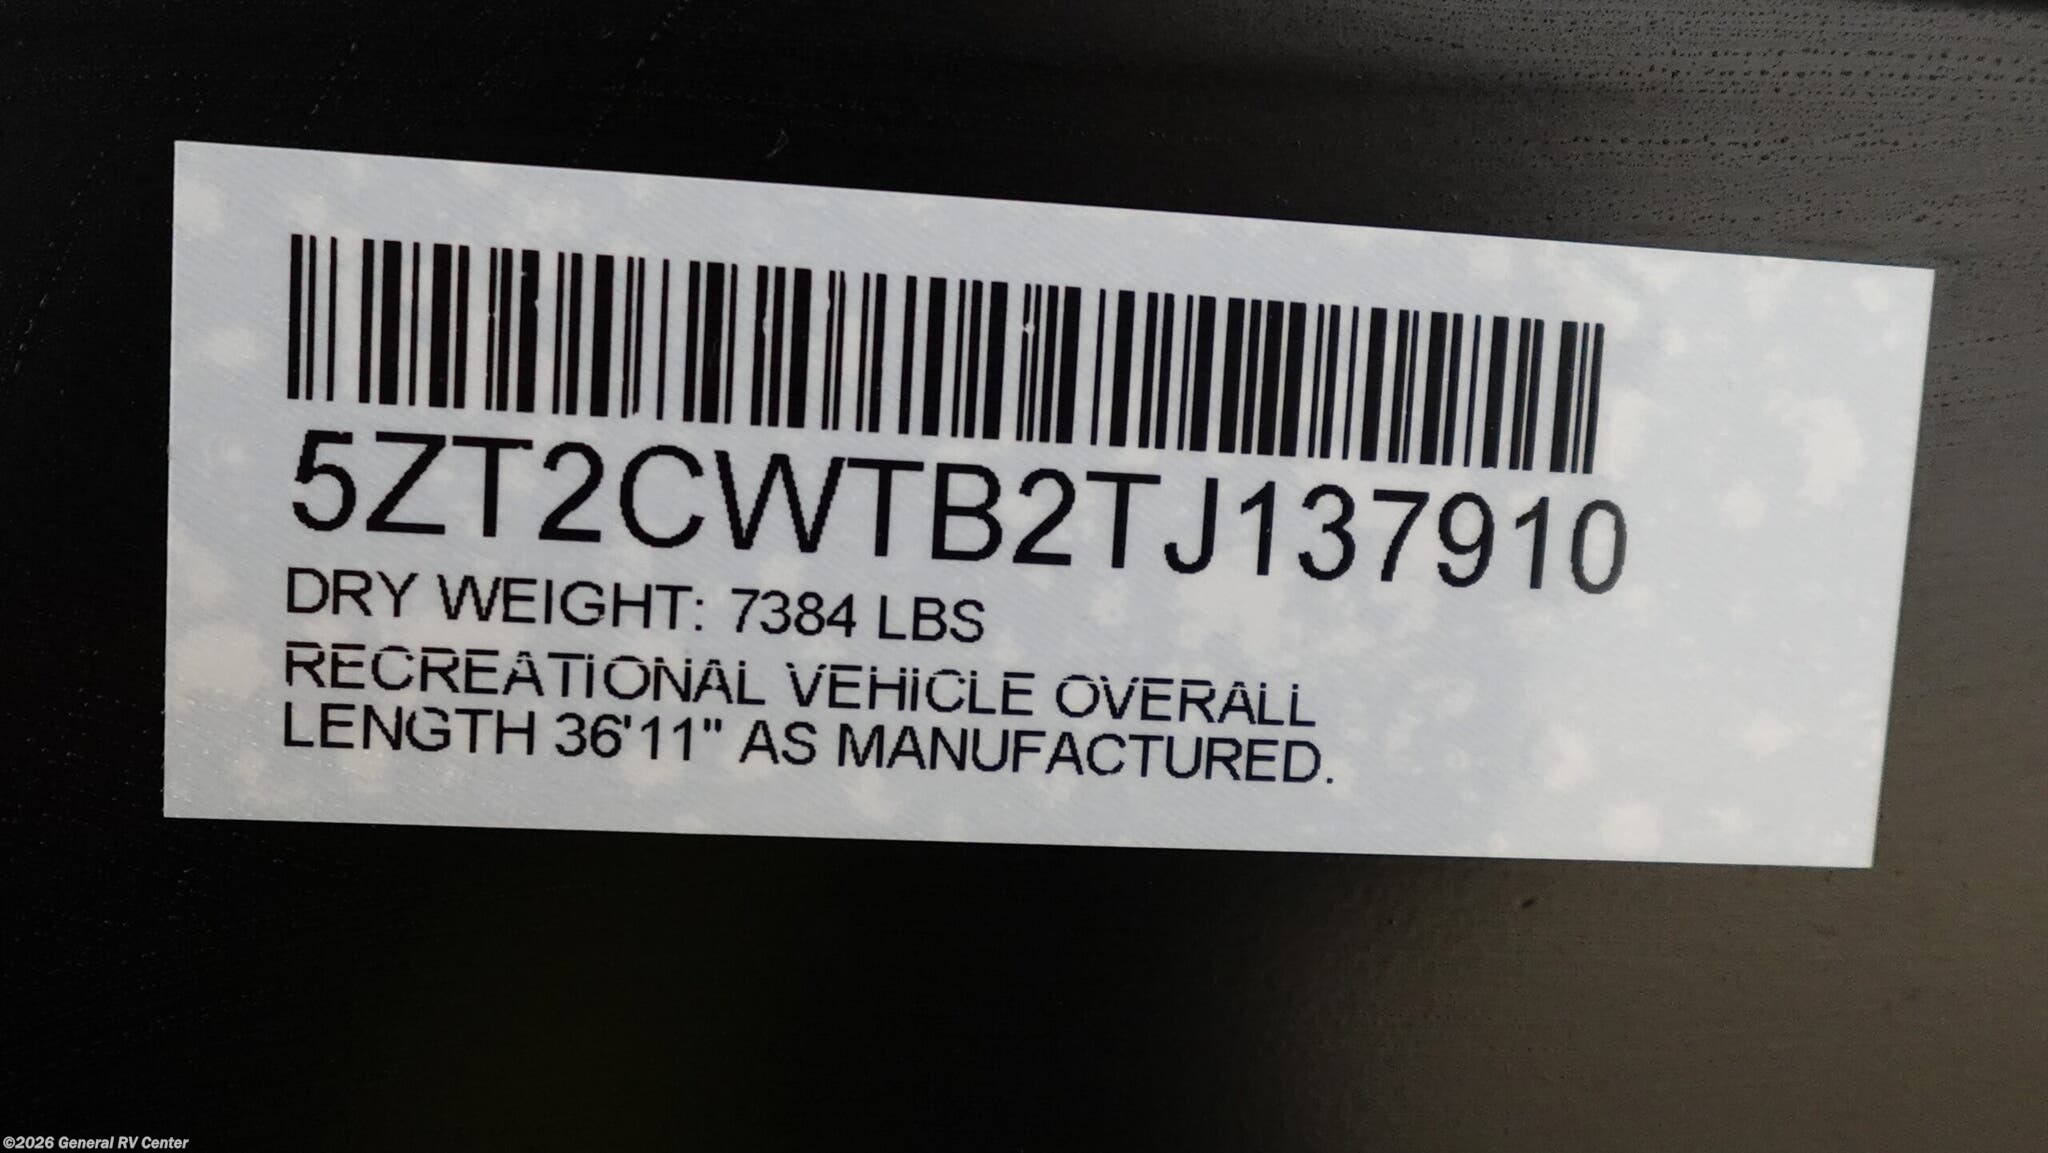 5ZT2CWTB2TJ137910
DRY WEIGHT: 7384 LBS
RECREATIONAL VEHICLE OVERALL
LENGTH 36'11" AS MANUFACTURED.
©2026 General RV Center